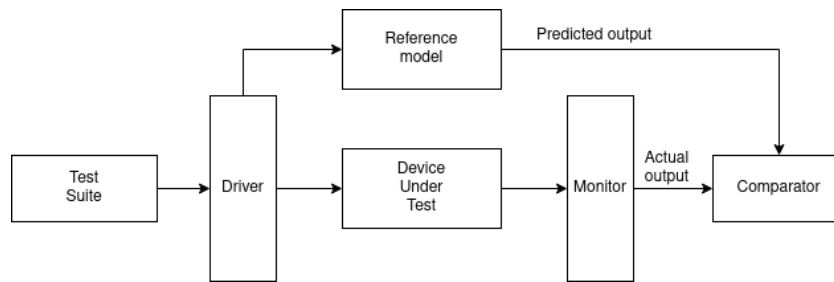 Reference
model
Predicted output
Test
Suite
Driver
Device
Under
Test
Monitor
Actual
output
Comparator